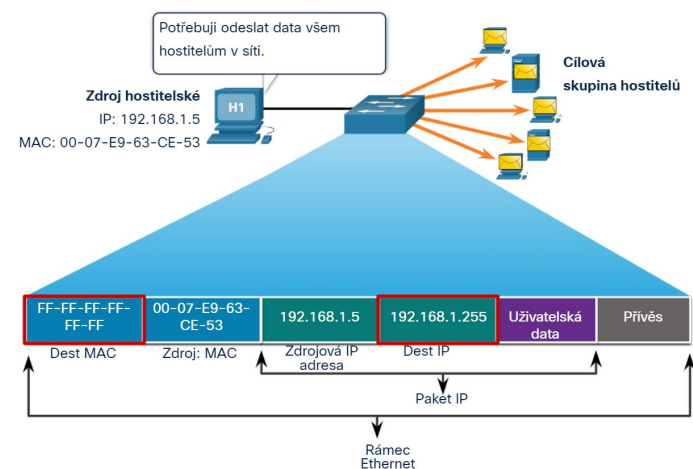 Potřebuji odeslat data všem
hostitelům v síti.
Cílová
skupina hostitelů
Zdroj hostitelské
IP: 192.168.1.5
MAC: 00-07-E9-63-CE-53
H1
FF-FF-FF-FF-
FF-FF
00-07-E9-63-
CE-53
192.168.1.5
192.168.1.255
Uživatelská
data
Přívěs
Dest MAC
Zdroj: MAC
Zdrojová IP
adresa
Dest IP
Paket IP
Rámec
Ethernet